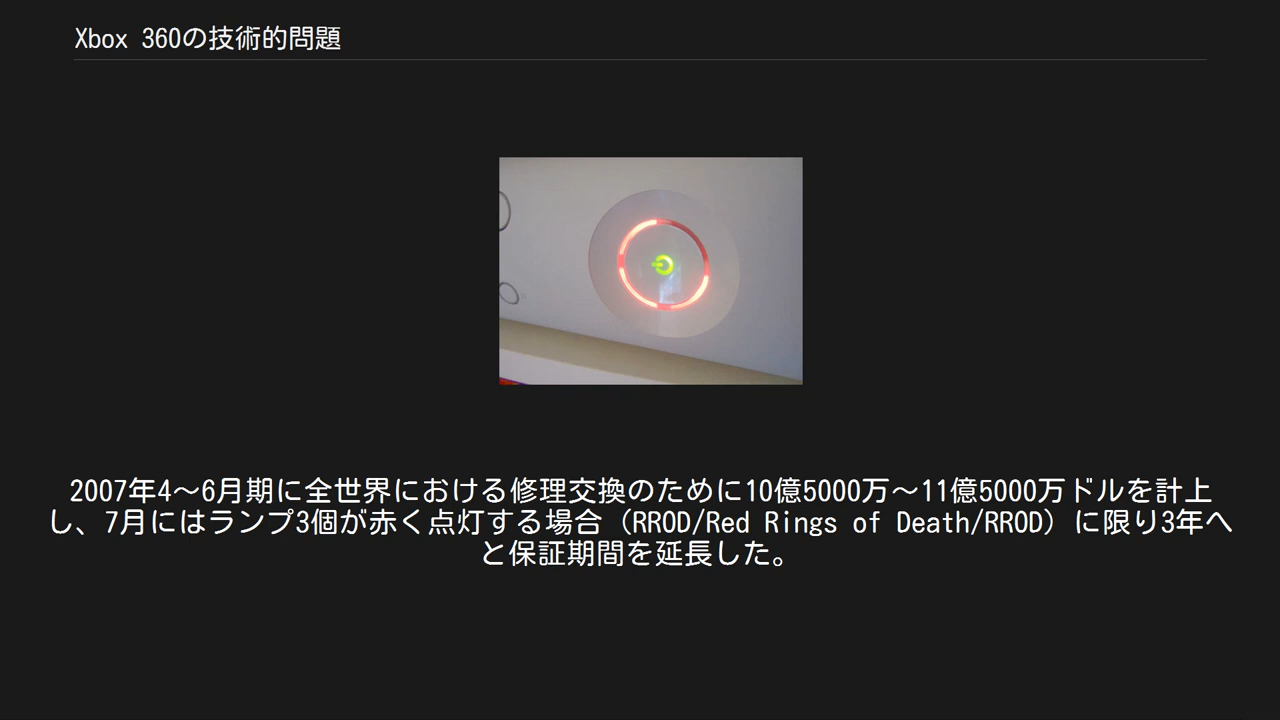 Xbox 360の技術的問題
2007年4～6月期に全世界における修理交換のために10億5000万～11億5000万ドルを計上
し、7月にはランプ3個が赤く点灯する場合（RROD/Red Rings of Death/RROD）に限り3年へ
と保証期間を延長した。